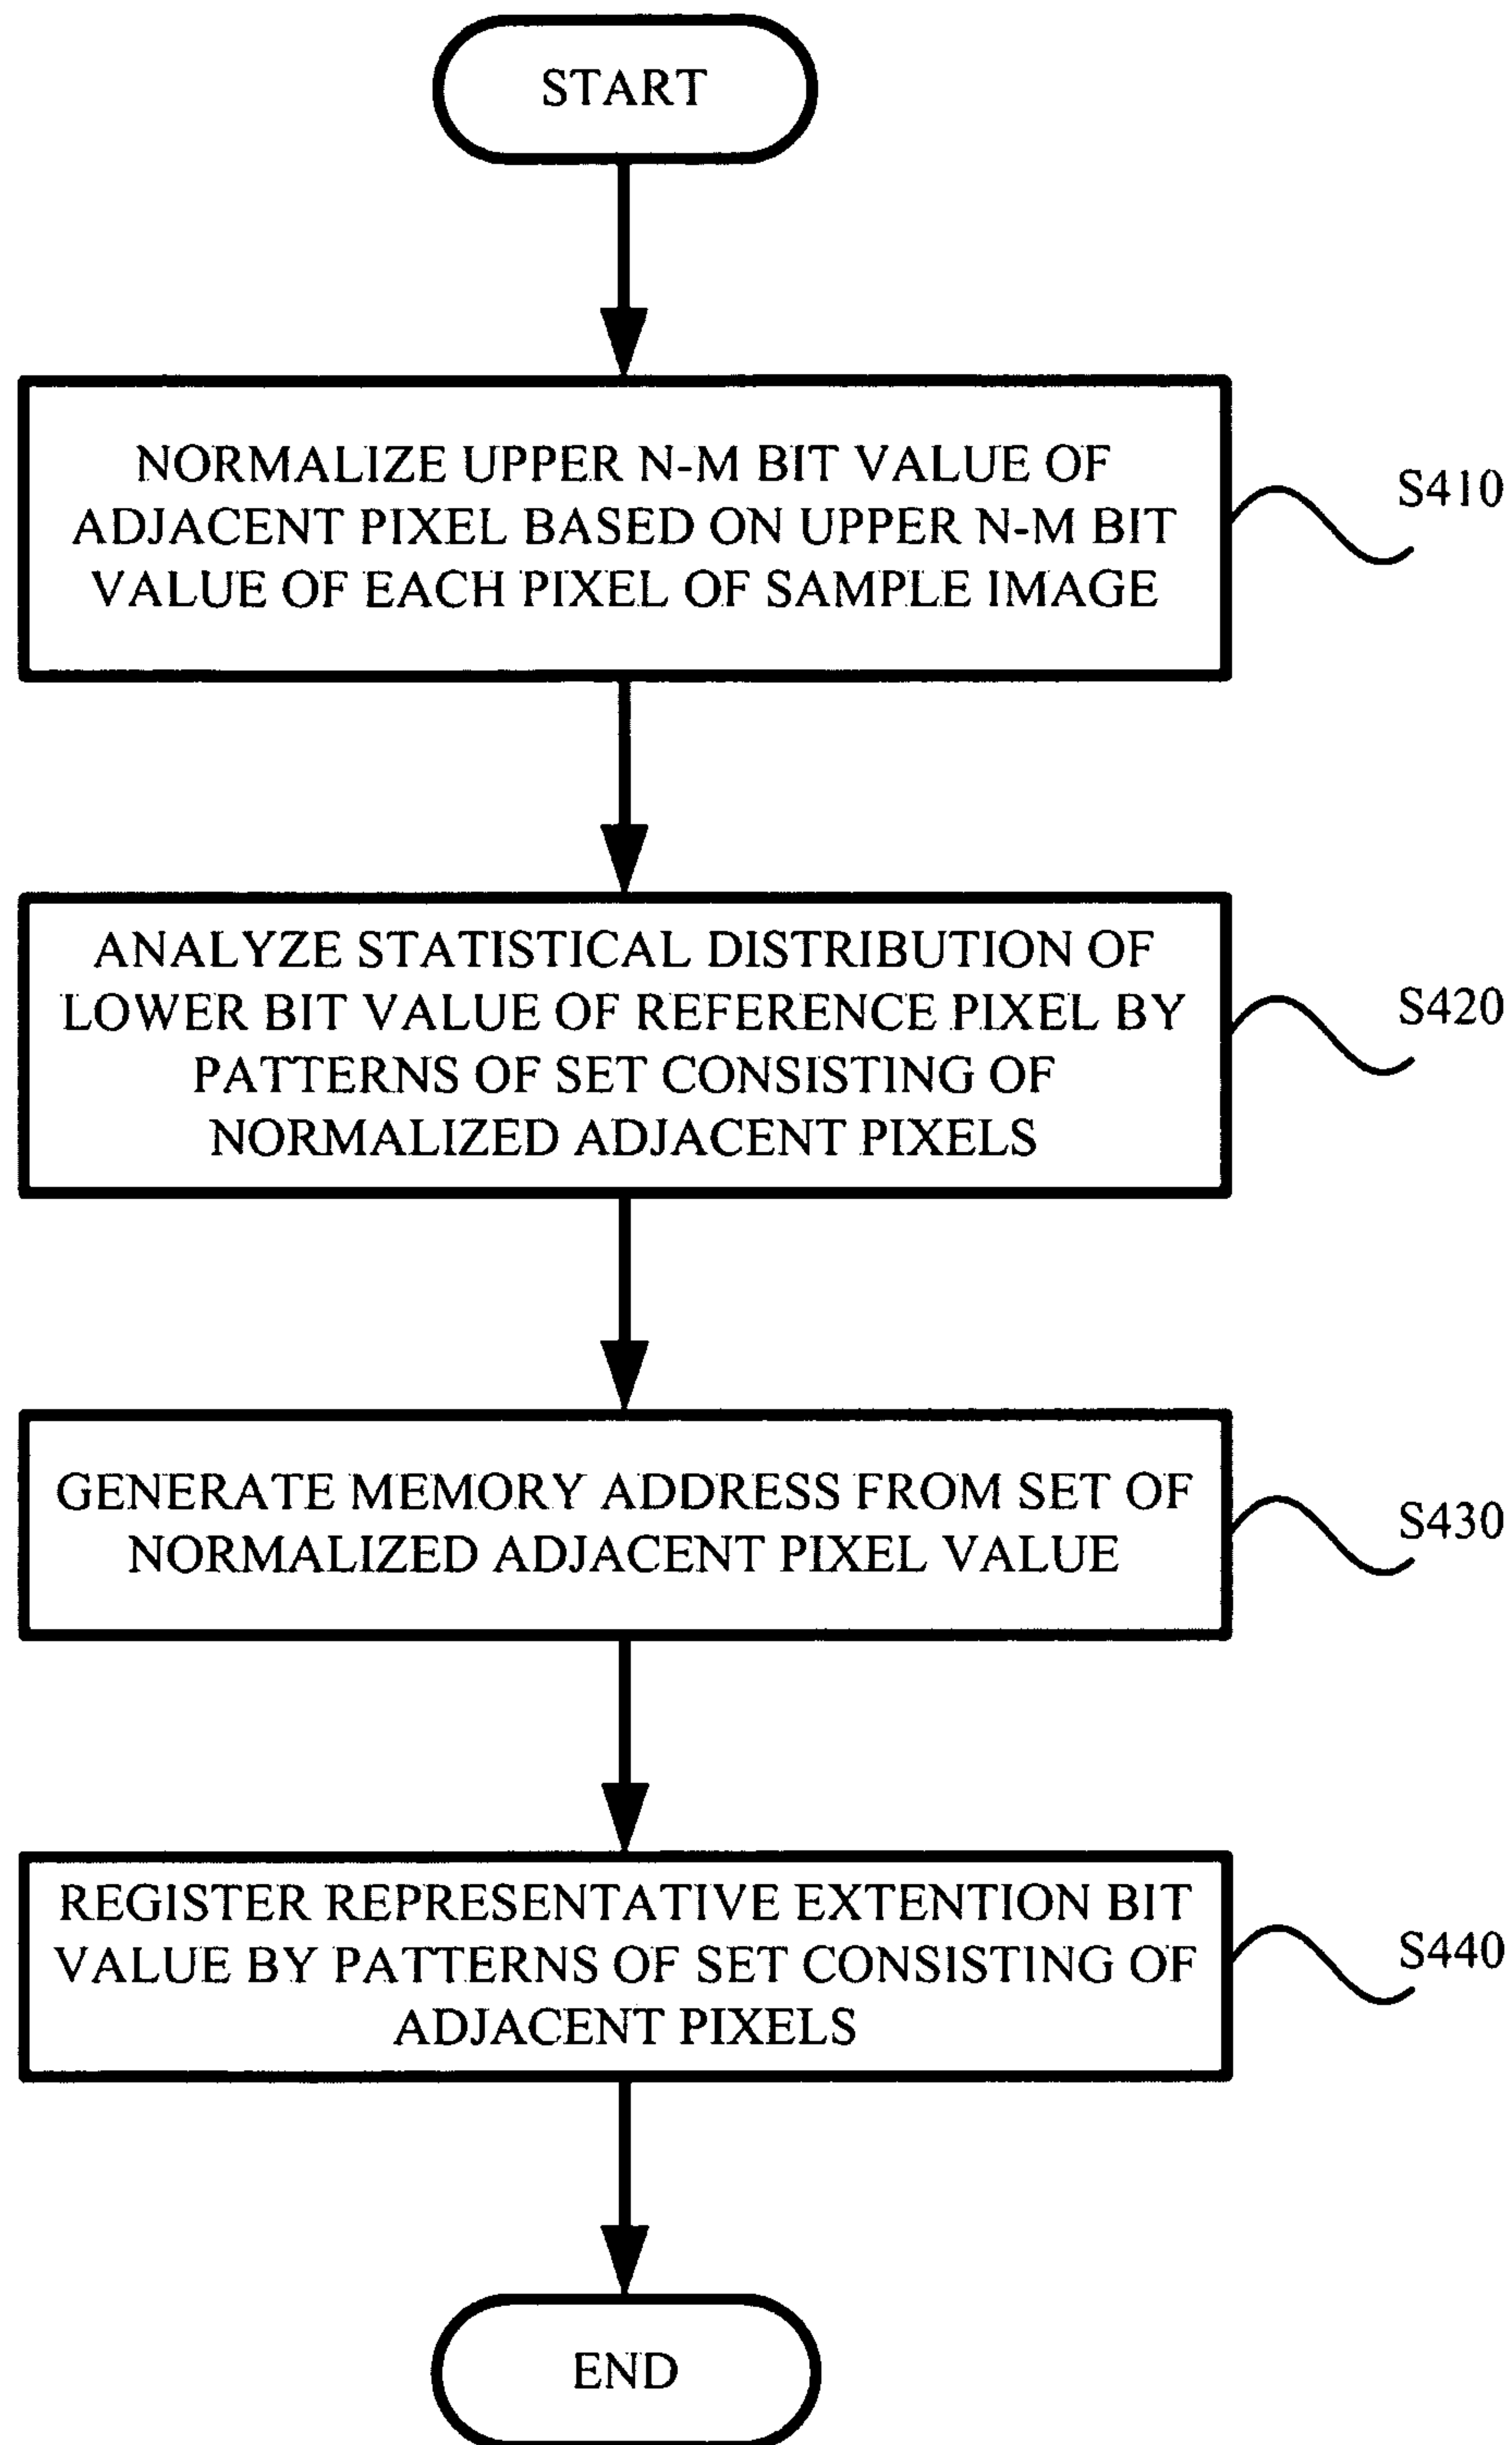 START
NORMALIZE UPPER N-M BIT VALUE OF
ADJACENT PIXEL BASED ON UPPER N-M BIT
VALUE OF EACH PIXEL OF SAMPLE IMAGE
S410
ANALYZE STATISTICAL DISTRIBUTION OF
LOWER BIT VALUE OF REFERENCE PIXEL BY
PATTERNS OF SET CONSISTING OF
NORMALIZED ADJACENT PIXELS
S420
GENERATE MEMORY ADDRESS FROM SET OF
NORMALIZED ADJACENT PIXEL VALUE
S430
REGISTER REPRESENTATIVE EXTENTION BIT
VALUE BY PATTERNS OF SET CONSISTING OF
ADJACENT PIXELS
S440
END